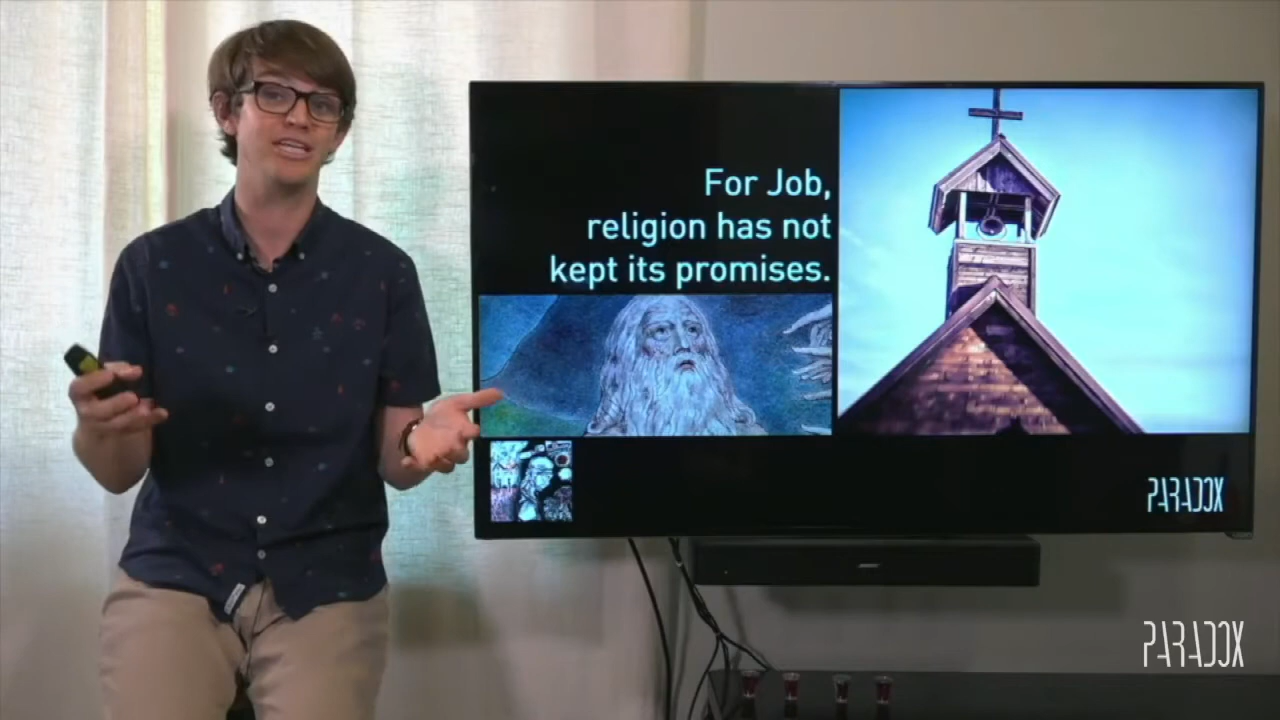 For Job,
religion has not
kept its promises.
PARADOX
PARADOX